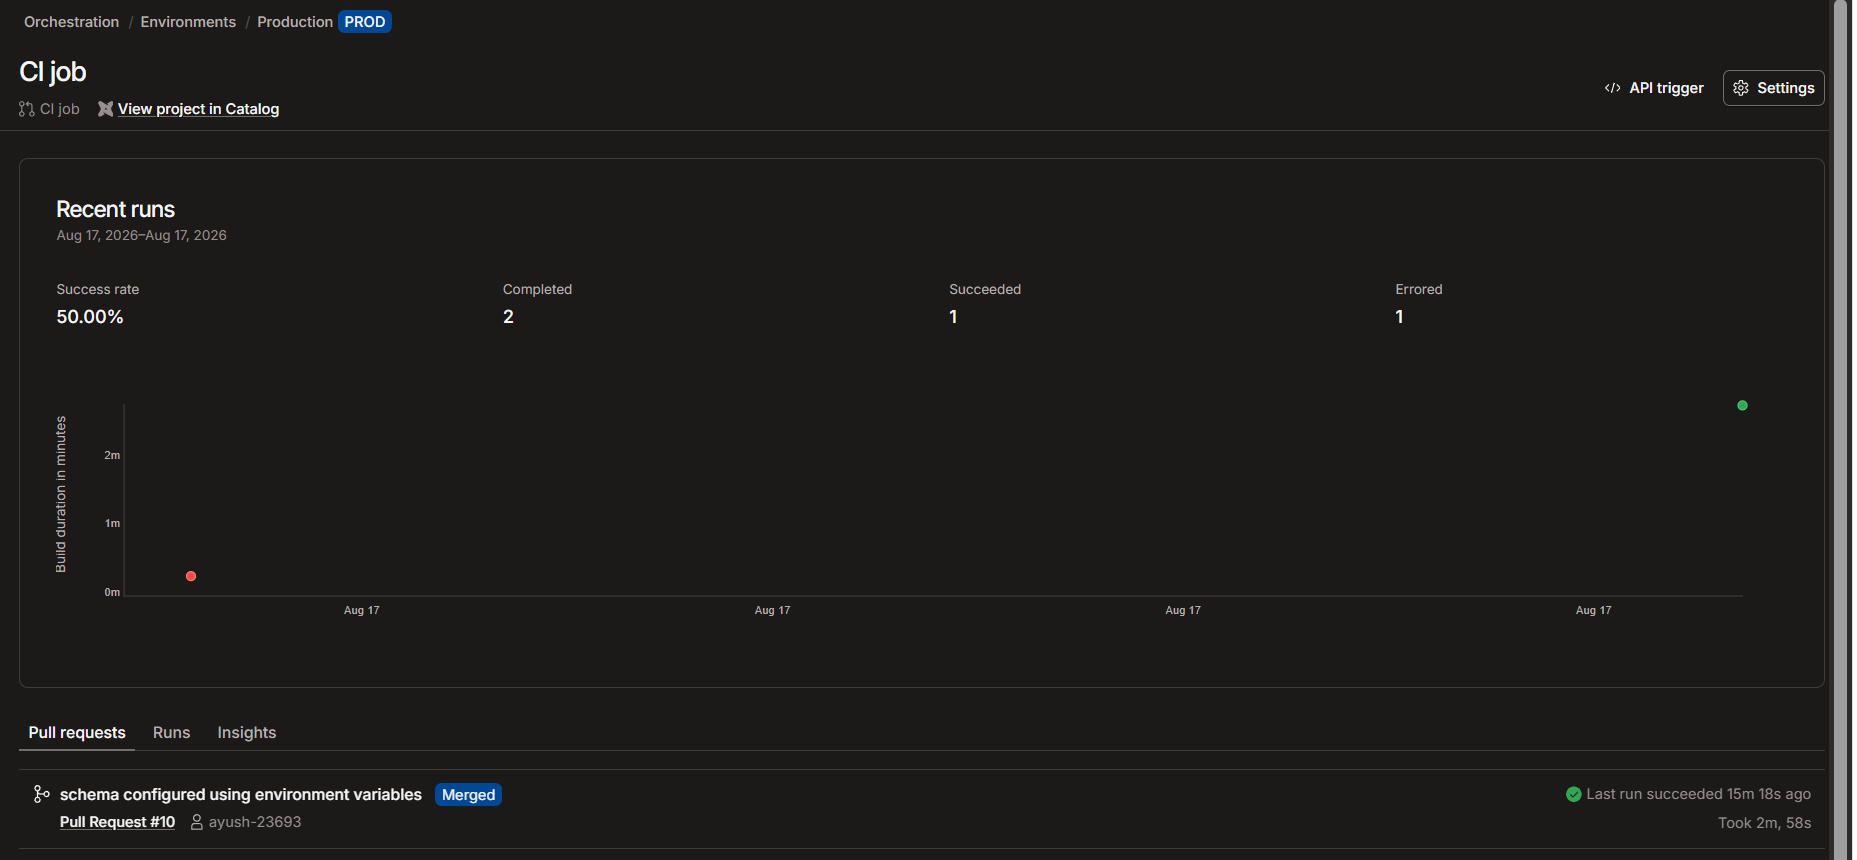 Orchestration / Environments / Production PROD
CI job
CI job View project in Catalog
API trigger
Settings
Recent runs
Aug 17, 2026–Aug 17, 2026
Success rate
50.00%
Completed
2
Succeeded
1
Errored
1
Build duration in minutes
2m
1m
0m
Aug 17 Aug 17 Aug 17 Aug 17
Pull requests Runs Insights
schema configured using environment variables Merged
Pull Request #10 ayush-23693
Last run succeeded 15m 18s ago
Took 2m, 58s